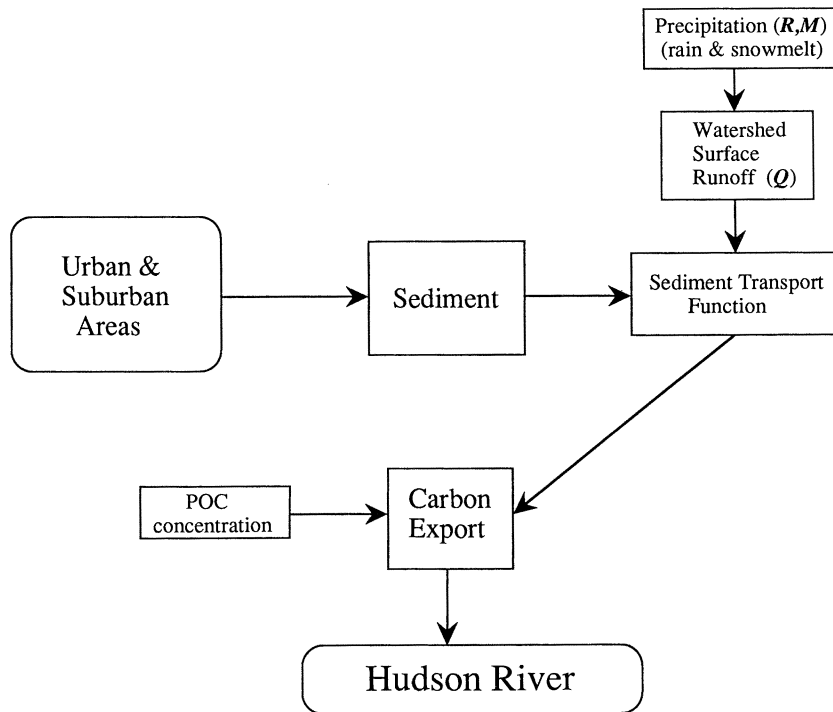 Precipitation (R,M)
(rain & snowmelt)
Watershed
Surface
Runoff (Q)
Urban &
Suburban
Areas
Sediment
Sediment Transport
Function
POC
concentration
Carbon
Export
Hudson River